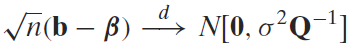 √n(b − β) —d→ N[0, σ²Q⁻¹]